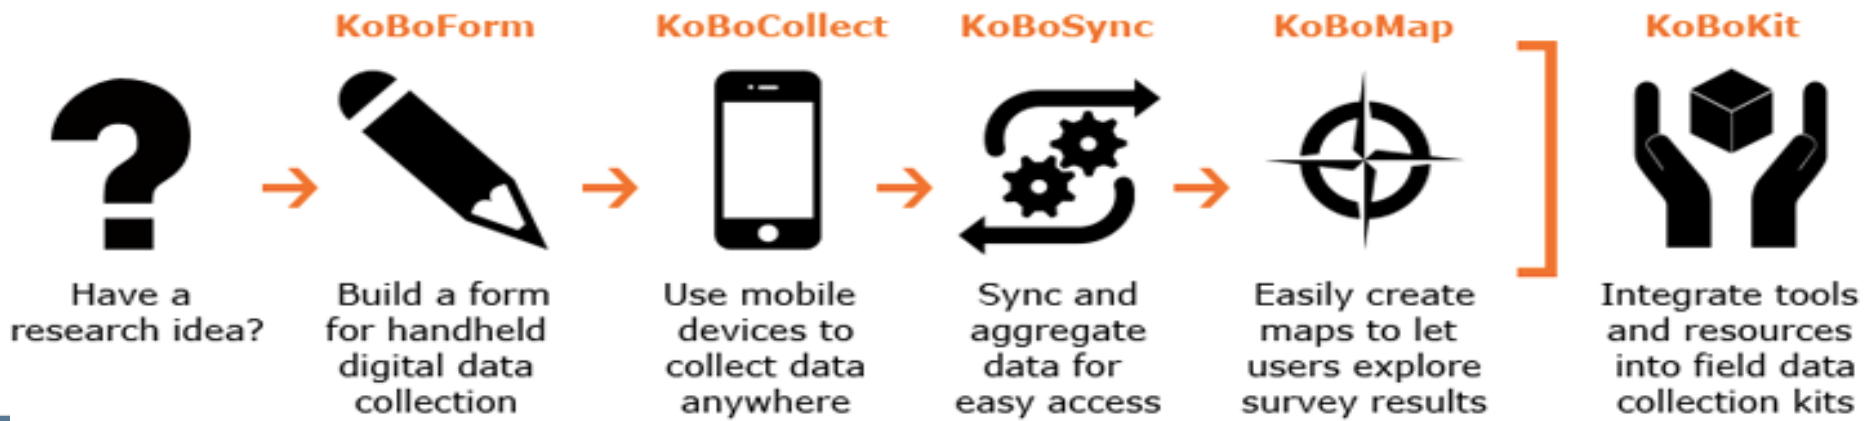 KoBoForm
KoBoCollect
KoBoSync
KoBoMap
KoBoKit
Have a
research idea?
Build a form
for handheld
digital data
collection
Use mobile
devices to
collect data
anywhere
Sync and
aggregate
data for
easy access
Easily create
maps to let
users explore
survey results
Integrate tools
and resources
into field data
collection kits